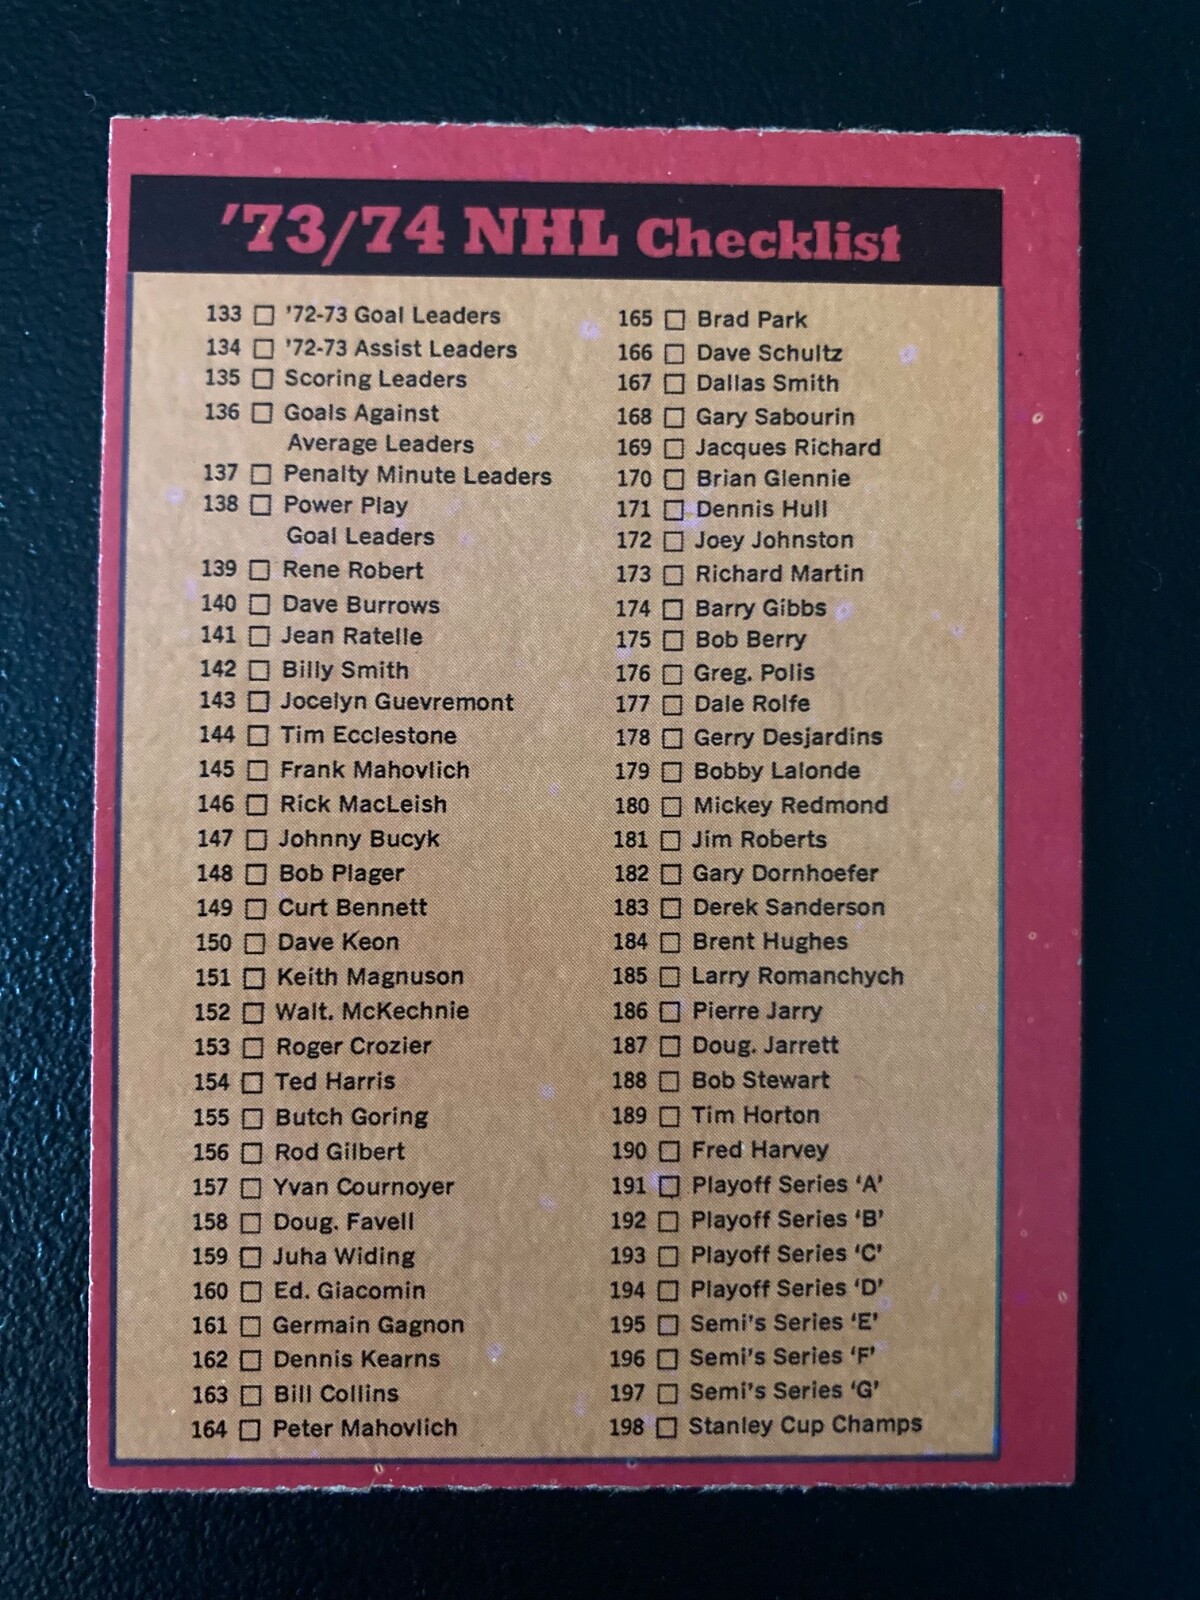 '73/74 NHL Checklist
133 '72-73 Goal Leaders
134 '72-73 Assist Leaders
135 Scoring Leaders
136 Goals Against
Average Leaders
137 Penalty Minute Leaders
138 Power Play
Goal Leaders
139 Rene Robert
140 Dave Burrows
141 Jean Ratelle
142 Billy Smith
143 Jocelyn Guevremont
144 Tim Ecclestone
145 Frank Mahovlich
146 Rick MacLeish
147 Johnny Bucyk
148 Bob Plager
149 Curt Bennett
150 Dave Keon
151 Keith Magnuson
152 Walt. McKechnie
153 Roger Crozier
154 Ted Harris
155 Butch Goring
156 Rod Gilbert
157 Yvan Cournoyer
158 Doug. Favell
159 Juha Widing
160 Ed. Giacomin
161 Germain Gagnon
162 Dennis Kearns
163 Bill Collins
164 Peter Mahovlich
165 Brad Park
166 Dave Schultz
167 Dallas Smith
168 Gary Sabourin
169 Jacques Richard
170 Brian Glennie
171 Dennis Hull
172 Joey Johnston
173 Richard Martin
174 Barry Gibbs
175 Bob Berry
176 Greg. Polis
177 Dale Rolfe
178 Gerry Desjardins
179 Bobby Lalonde
180 Mickey Redmond
181 Jim Roberts
182 Gary Dornhoefer
183 Derek Sanderson
184 Brent Hughes
185 Larry Romanchych
186 Pierre Jarry
187 Doug. Jarrett
188 Bob Stewart
189 Tim Horton
190 Fred Harvey
191 Playoff Series 'A'
192 Playoff Series 'B'
193 Playoff Series 'C'
194 Playoff Series 'D'
195 Semi's Series 'E'
196 Semi's Series 'F'
197 Semi's Series 'G'
198 Stanley Cup Champs